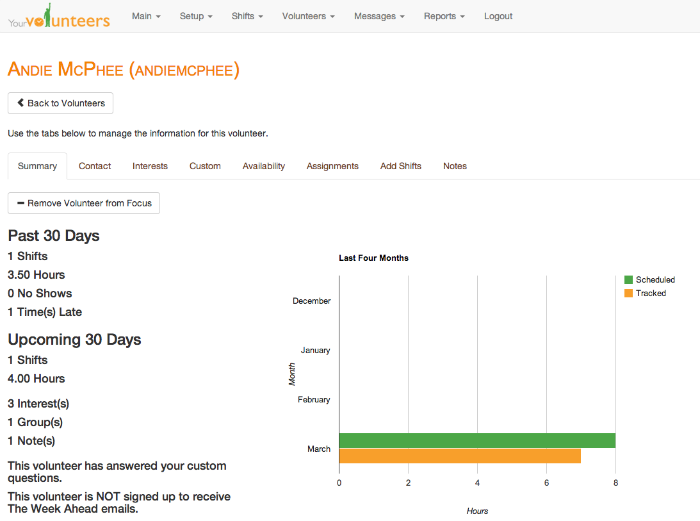 YourvolUnteers
Main Setup Shifts Volunteers Messages Reports Logout
Andie McPhee (andiemcphee)
Back to Volunteers
Use the tabs below to manage the information for this volunteer.
Summary Contact Interests Custom Availability Assignments Add Shifts Notes
Remove Volunteer from Focus
Past 30 Days
1 Shifts
3.50 Hours
0 No Shows
1 Time(s) Late
Upcoming 30 Days
1 Shifts
4.00 Hours
3 Interest(s)
1 Group(s)
1 Note(s)
This volunteer has answered your custom
questions.
This volunteer is NOT signed up to receive
The Week Ahead emails.
Last Four Months
Scheduled
Tracked
December
January
February
March
Month
0 2 4 6 8
Hours